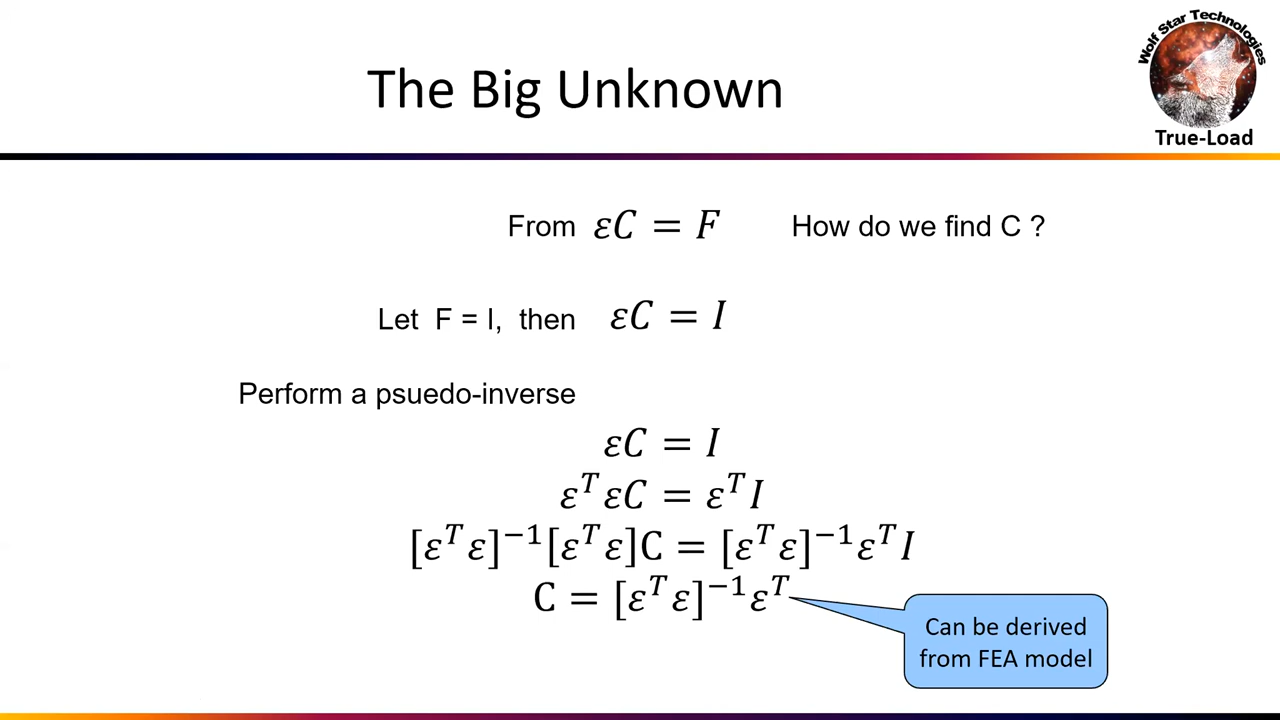 Wolf Star Technologies
The Big Unknown
True-Load
From εC = F How do we find C ?
Let F = I, then εC = I
Perform a psuedo-inverse
εC = I
ε^T εC = ε^T I
[ε^T ε]^−1 [ε^T ε]C = [ε^T ε]^−1 ε^T I
C = [ε^T ε]^−1 ε^T
Can be derived
from FEA model